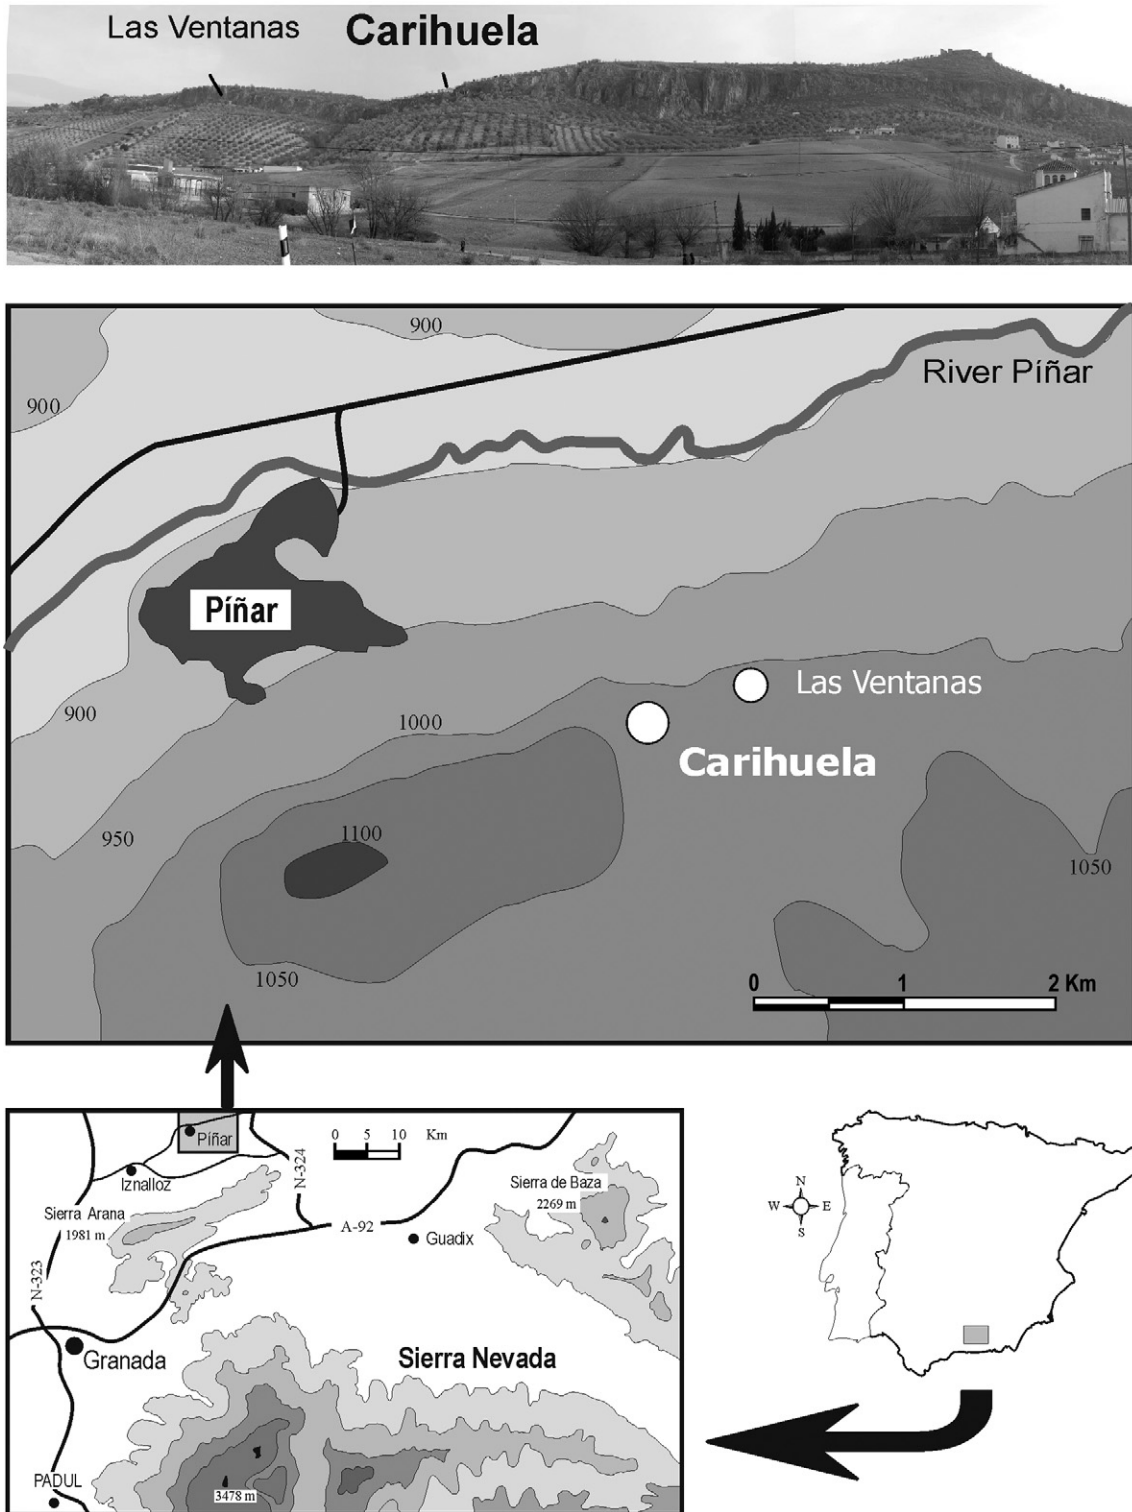 Las Ventanas
Carihuela
900
River Píñar
900
Píñar
Las Ventanas
900
1000
Carihuela
950
1100
1050
1050
0 1 2 Km
Píñar
0 5 10 Km
N-324
Iznalloz
Sierra de Baza
2269 m
Sierra Arana
1981 m
A-92
Guadix
N-323
Granada
Sierra Nevada
PADUL
3478 m
N
W E
S